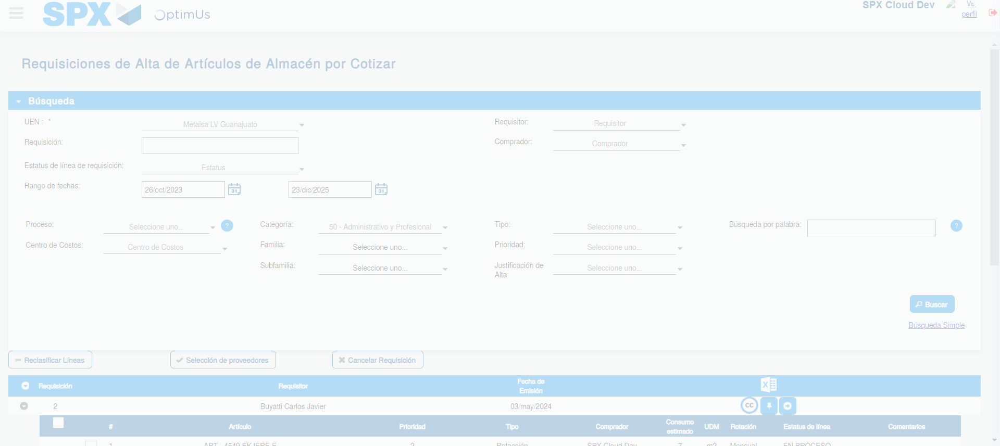 SPX OptimUs
SPX Cloud Dev
perfil
Requisiciones de Alta de Artículos de Almacén por Cotizar
Búsqueda
UEN : * Metalsa LV Guanajuato Requisitor: Requisitor
Requisición: Comprador: Comprador
Estatus de línea de requisición: Estatus
Rango de fechas: 26/oct/2023 31 23/dic/2025 31
Proceso: Seleccione uno... ? Categoría: 50 - Administrativo y Profesional Tipo: Seleccione uno... Búsqueda por palabra: ?
Centro de Costos: Centro de Costos Familia: Seleccione uno... Prioridad: Seleccione uno...
Subfamilia: Seleccione uno... Justificación de
Alta: Seleccione uno...
Buscar
Búsqueda Simple
Reclasificar Líneas Selección de proveedores Cancelar Requisición
Requisición Requisitor Fecha de
Emisión X
2 Buyatti Carlos Javier 03/may/2024 CC
# Artículo Prioridad Tipo Comprador Consumo
estimado UDM Rotación Estatus de línea Comentarios
1 2 Refacción SPX Cloud Dev 7 m2 Mensual EN PROCESO